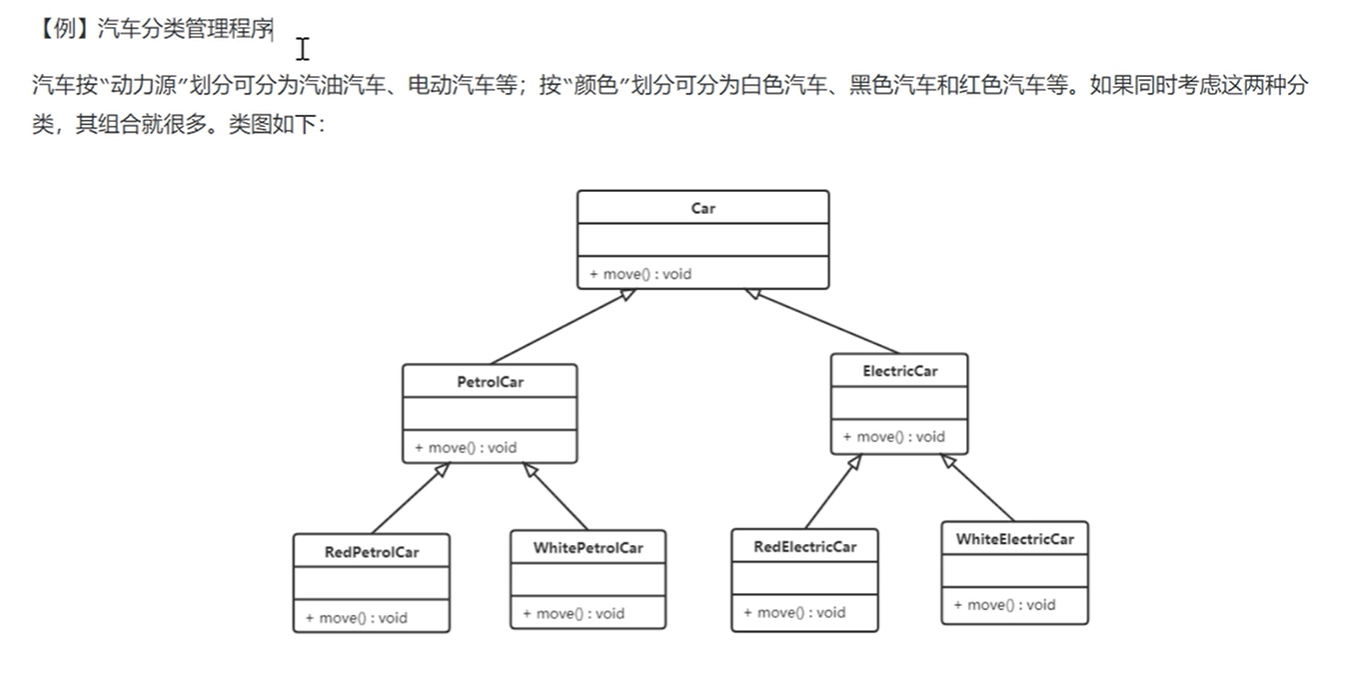 【例】汽车分类管理程序
汽车按“动力源”划分可分为汽油汽车、电动汽车等；按“颜色”划分可分为白色汽车、黑色汽车和红色汽车等。如果同时考虑这两种分
类，其组合就很多。类图如下：
Car
+ move() : void
PetrolCar
+ move() : void
ElectricCar
+ move() : void
RedPetrolCar
+ move() : void
WhitePetrolCar
+ move() : void
RedElectricCar
+ move() : void
WhiteElectricCar
+ move() : void